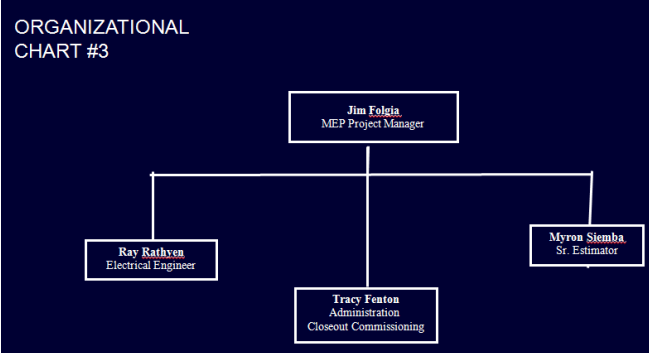 ORGANIZATIONAL
CHART #3
Jim Folgia
MEP Project Manager
Ray Rathyen
Electrical Engineer
Myron Siemba
Sr. Estimator
Tracy Fenton
Administration
Closeout Commissioning